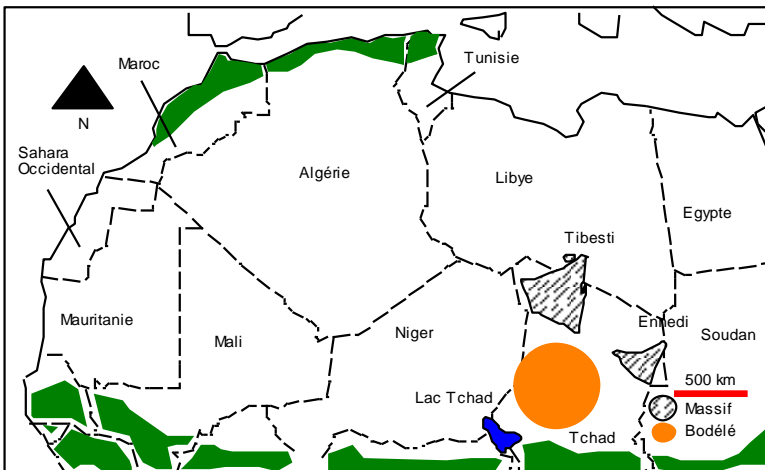 Maroc
Tunisie
N
Sahara
Occidental
Algérie
Libye
Egypte
Tibesti
Mauritanie
Mali
Niger
Ennedi
Soudan
500 km
Lac Tchad
Massif
Bodélé
Tchad